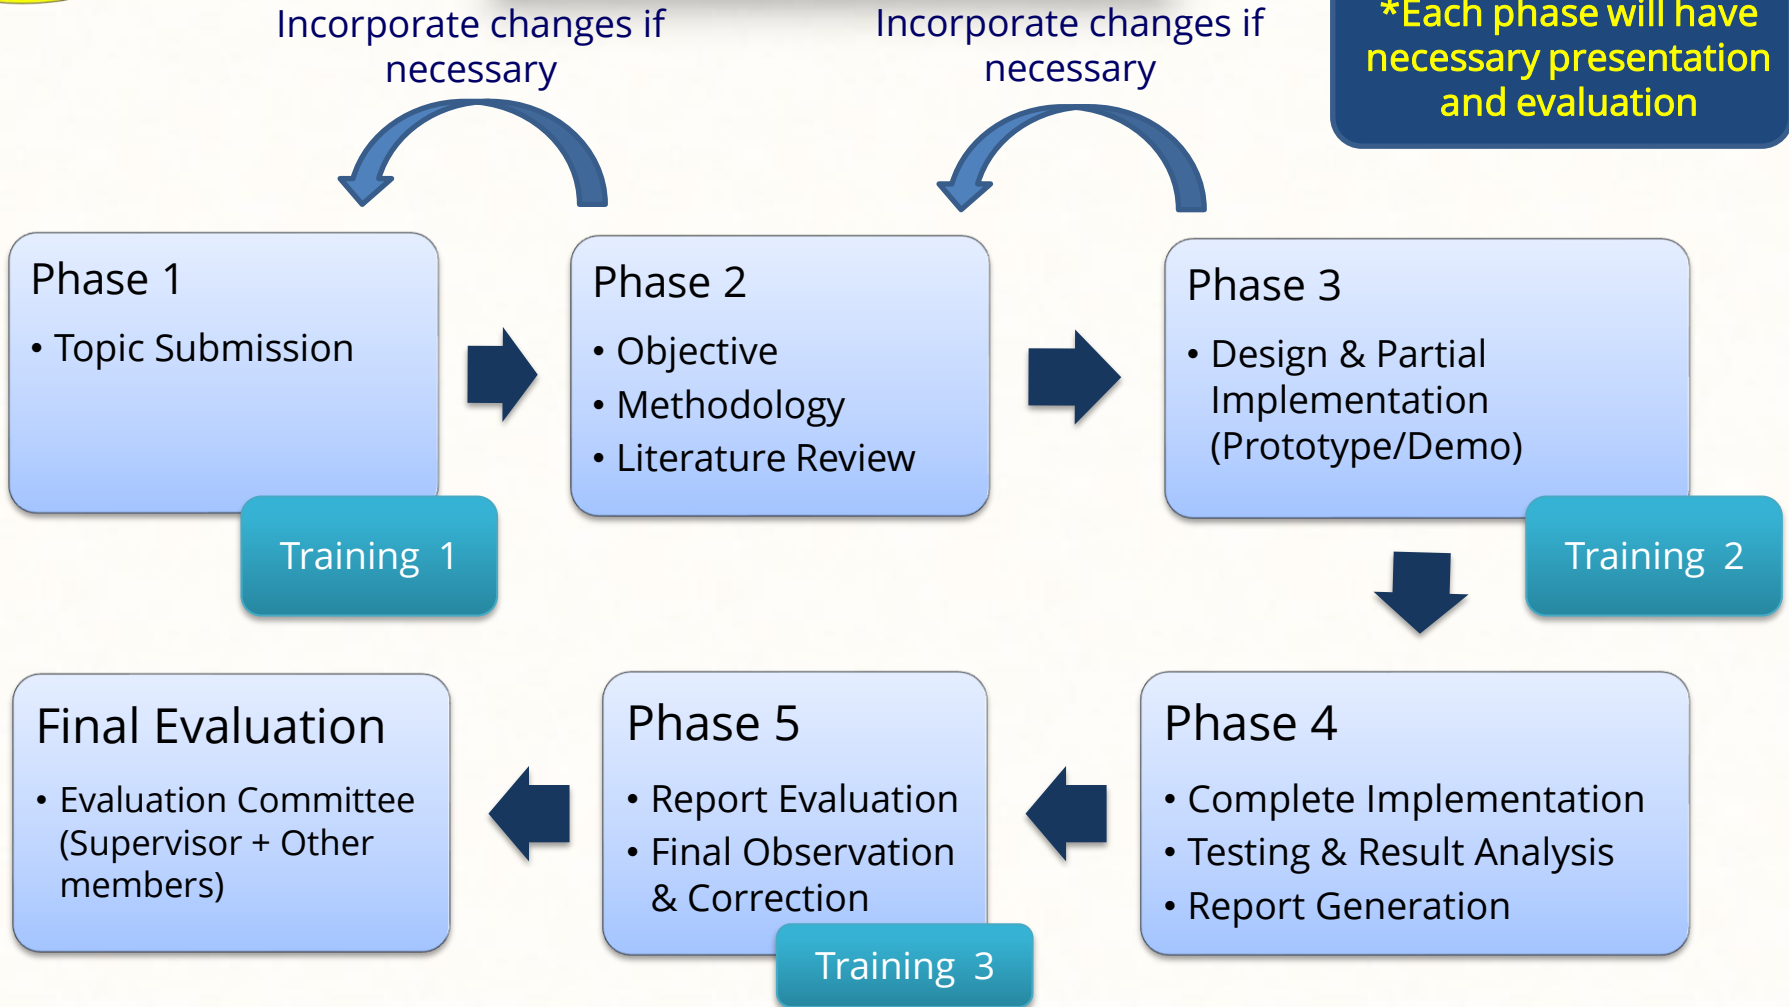 Incorporate changes if
necessary
Incorporate changes if
necessary
*Each phase will have
necessary presentation
and evaluation
Phase 1
• Topic Submission
Training 1
Phase 2
• Objective
• Methodology
• Literature Review
Phase 3
• Design & Partial
Implementation
(Prototype/Demo)
Training 2
Final Evaluation
• Evaluation Committee
(Supervisor + Other
members)
Phase 5
• Report Evaluation
• Final Observation
& Correction
Training 3
Phase 4
• Complete Implementation
• Testing & Result Analysis
• Report Generation